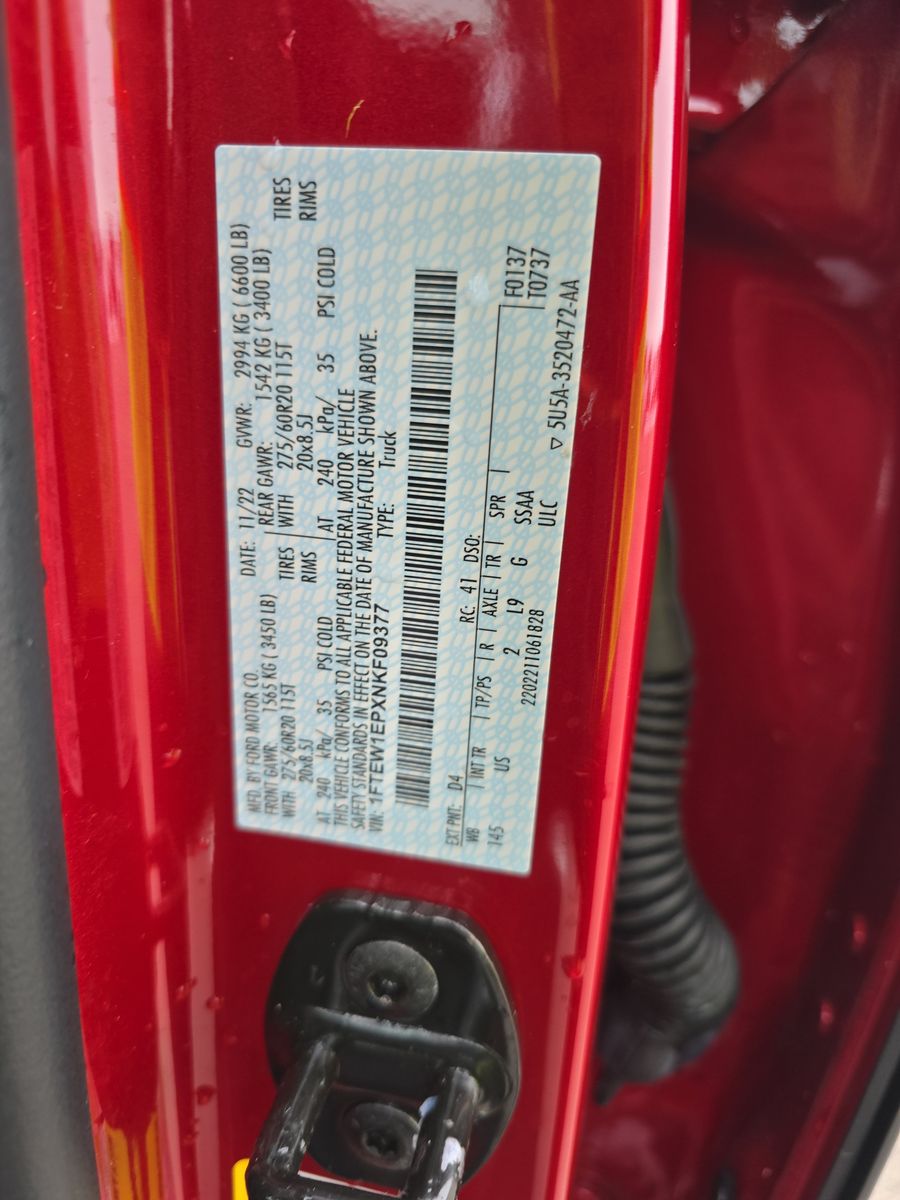 MFD. BY FORD MOTOR CO.
DATE: 11/22 GVWR: 2994 KG ( 6600 LB)
FRONT GAWR: 1565 KG ( 3450 LB) REAR GAWR: 1542 KG ( 3400 LB)
WITH 275/60R20 115T TIRES WITH 275/60R20 115T TIRES
20x8.5J RIMS 20x8.5J RIMS
AT 240 kPa/ 35 PSI COLD AT 240 kPa/ 35 PSI COLD
THIS VEHICLE CONFORMS TO ALL APPLICABLE FEDERAL MOTOR VEHICLE
SAFETY STANDARDS IN EFFECT ON THE DATE OF MANUFACTURE SHOWN ABOVE.
VIN: 1FTEW1EPXNKF09377 TYPE: Truck
EXT PNT: D4 RC: 41 DSO: F0137
WB INT TR TP/PS R AXLE TR SPR T0737
145 US 2 L9 G SSAA
2202211061828 ULC
▽ 5U5A-3520472-AA